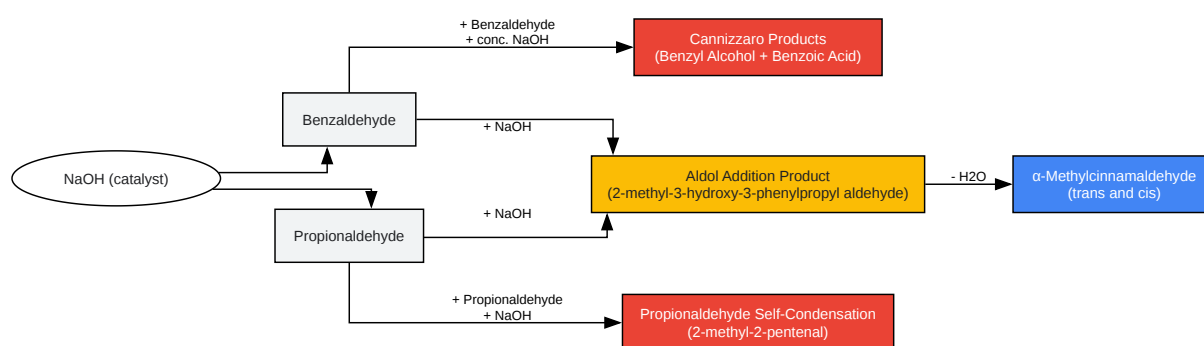 + Benzaldehyde
+ conc. NaOH
Cannizzaro Products
(Benzyl Alcohol + Benzoic Acid)
Benzaldehyde
+ NaOH
NaOH (catalyst)
Aldol Addition Product
(2-methyl-3-hydroxy-3-phenylpropyl aldehyde)
- H2O
α-Methylcinnamaldehyde
(trans and cis)
+ NaOH
Propionaldehyde
+ Propionaldehyde
+ NaOH
Propionaldehyde Self-Condensation
(2-methyl-2-pentenal)